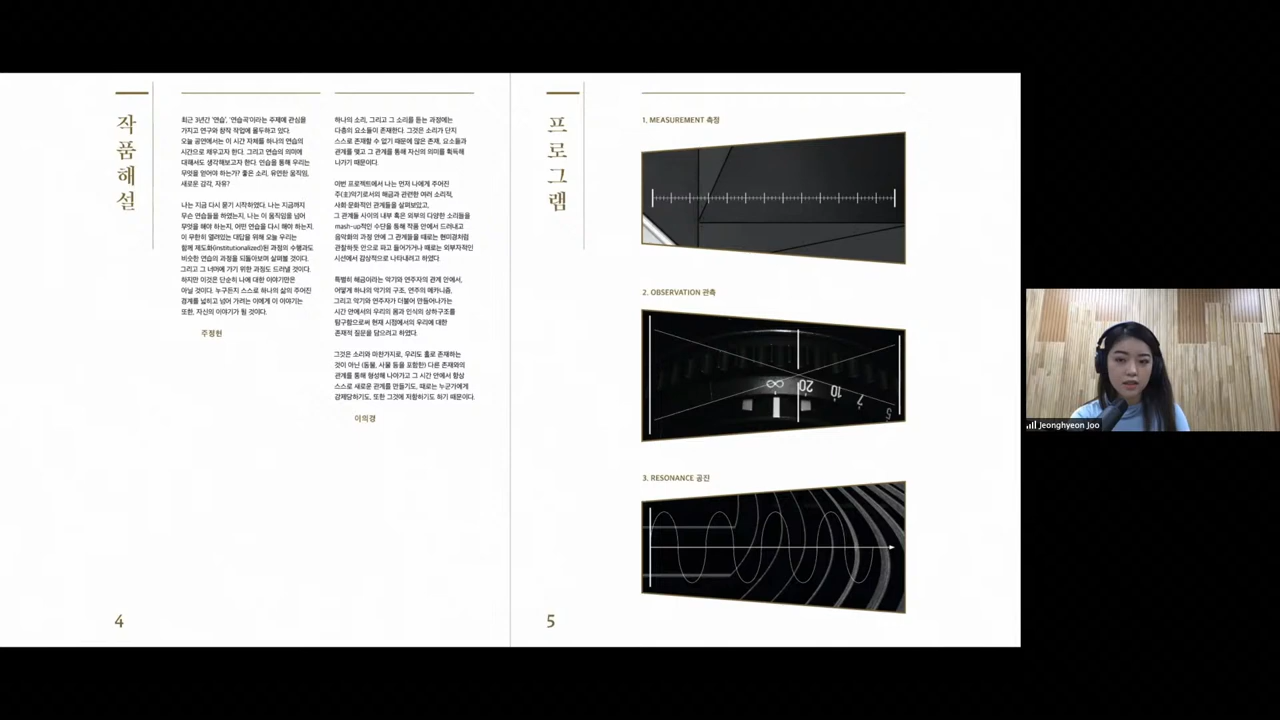 작품해설
최근 3년간 '연습', '연습곡'이라는 주제에 관심을
가지고 연구와 창작 작업에 몰두하고 있다.
오늘 공연에서는 이 시간 자체를 하나의 연습의
시간으로 채우고자 한다. 그리고 연습의 의미에
대해서도 생각해보고자 한다. 연습을 통해 우리는
무엇을 얻어야 하는가? 좋은 소리, 유연한 움직임,
새로운 감각, 자유?
나는 지금 다시 묻기 시작하였다. 나는 지금까지
무슨 연습들을 하였는지, 나는 이 움직임을 넘어
무엇을 해야 하는지, 어떤 연습을 다시 해야 하는지.
이 무한히 열려있는 대답을 위해 오늘 우리는
함께 제도화(institutionalized)된 과정의 수행과도
비슷한 연습의 과정을 되돌아보며 살펴볼 것이다.
그리고 그 너머에 가기 위한 과정도 드러낼 것이다.
하지만 이것은 단순히 나에 대한 이야기만은
아닐 것이다. 누구든지 스스로 하나의 삶의 주어진
경계를 넓히고 넘어 가려는 이에게 이 이야기는
또한, 자신의 이야기가 될 것이다.
주정현
하나의 소리, 그리고 그 소리를 듣는 과정에는
다층의 요소들이 존재한다. 그것은 소리가 단지
스스로 존재할 수 없기 때문에 많은 존재, 요소들과
관계를 맺고 그 관계를 통해 자신의 의미를 획득해
나가기 때문이다.
이번 프로젝트에서 나는 먼저 나에게 주어진
주(主)악기로서의 해금과 관련한 여러 소리적,
사회·문화적인 관계들을 살펴보았고,
그 관계들 사이의 내부 혹은 외부의 다양한 소리들을
mash-up적인 수단을 통해 작품 안에서 드러내고
음악화의 과정 안에 그 관계들을 때로는 현미경처럼
관찰하듯 안으로 파고 들어가거나 때로는 외부자적인
시선에서 감상적으로 나타내려고 하였다.
특별히 해금이라는 악기와 연주자의 관계 안에서,
어떻게 하나의 악기의 구조, 연주의 메카니즘,
그리고 악기와 연주자가 더불어 만들어나가는
시간 안에서의 우리의 몸과 인식의 상하구조를
탐구함으로써 현재 시점에서의 우리에 대한
존재적 질문을 담으려고 하였다.
그것은 소리와 마찬가지로, 우리도 홀로 존재하는
것이 아닌 (동물, 사물 등을 포함한) 다른 존재와의
관계를 통해 형성해 나아가고 그 시간 안에서 항상
스스로 새로운 관계를 만들기도, 때로는 누군가에게
강제당하기도, 또한 그것에 저항하기도 하기 때문이다.
이의경
4
프로그램
1. MEASUREMENT 측정
2. OBSERVATION 관측
∞ 20 10 7 5
3. RESONANCE 공진
5
Jeonghyeon Joo